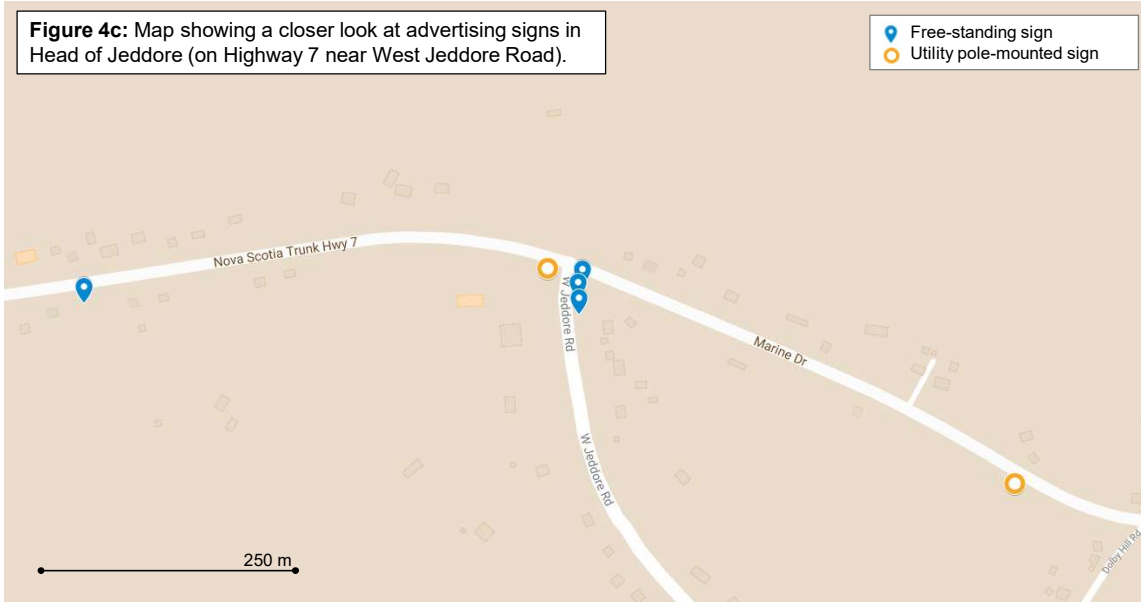 Figure 4c: Map showing a closer look at advertising signs in
Head of Jeddore (on Highway 7 near West Jeddore Road).
Free-standing sign
Utility pole-mounted sign
Nova Scotia Trunk Hwy 7
W Jeddore Rd
Marine Dr
W Jeddore Rd
Dolby Hill Rd
250 m